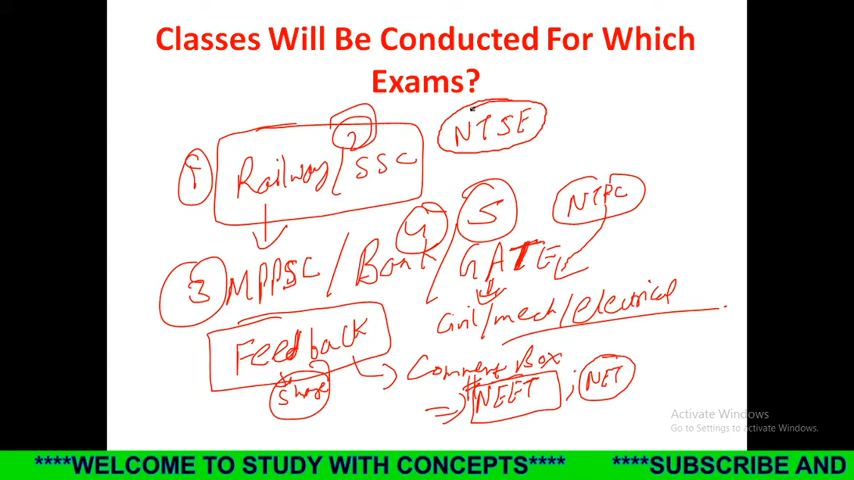 Classes Will Be Conducted For Which
Exams?
NTSE
1 Railway / SSC 2
NTPC
3 MPPSC / Bank 4 / GATE 5
Civil/mech/electrical
Feedback
Comment Box
Share
NEET ; NET
Activate Windows
Go to Settings to activate Windows.
****WELCOME TO STUDY WITH CONCEPTS**** ****SUBSCRIBE AND